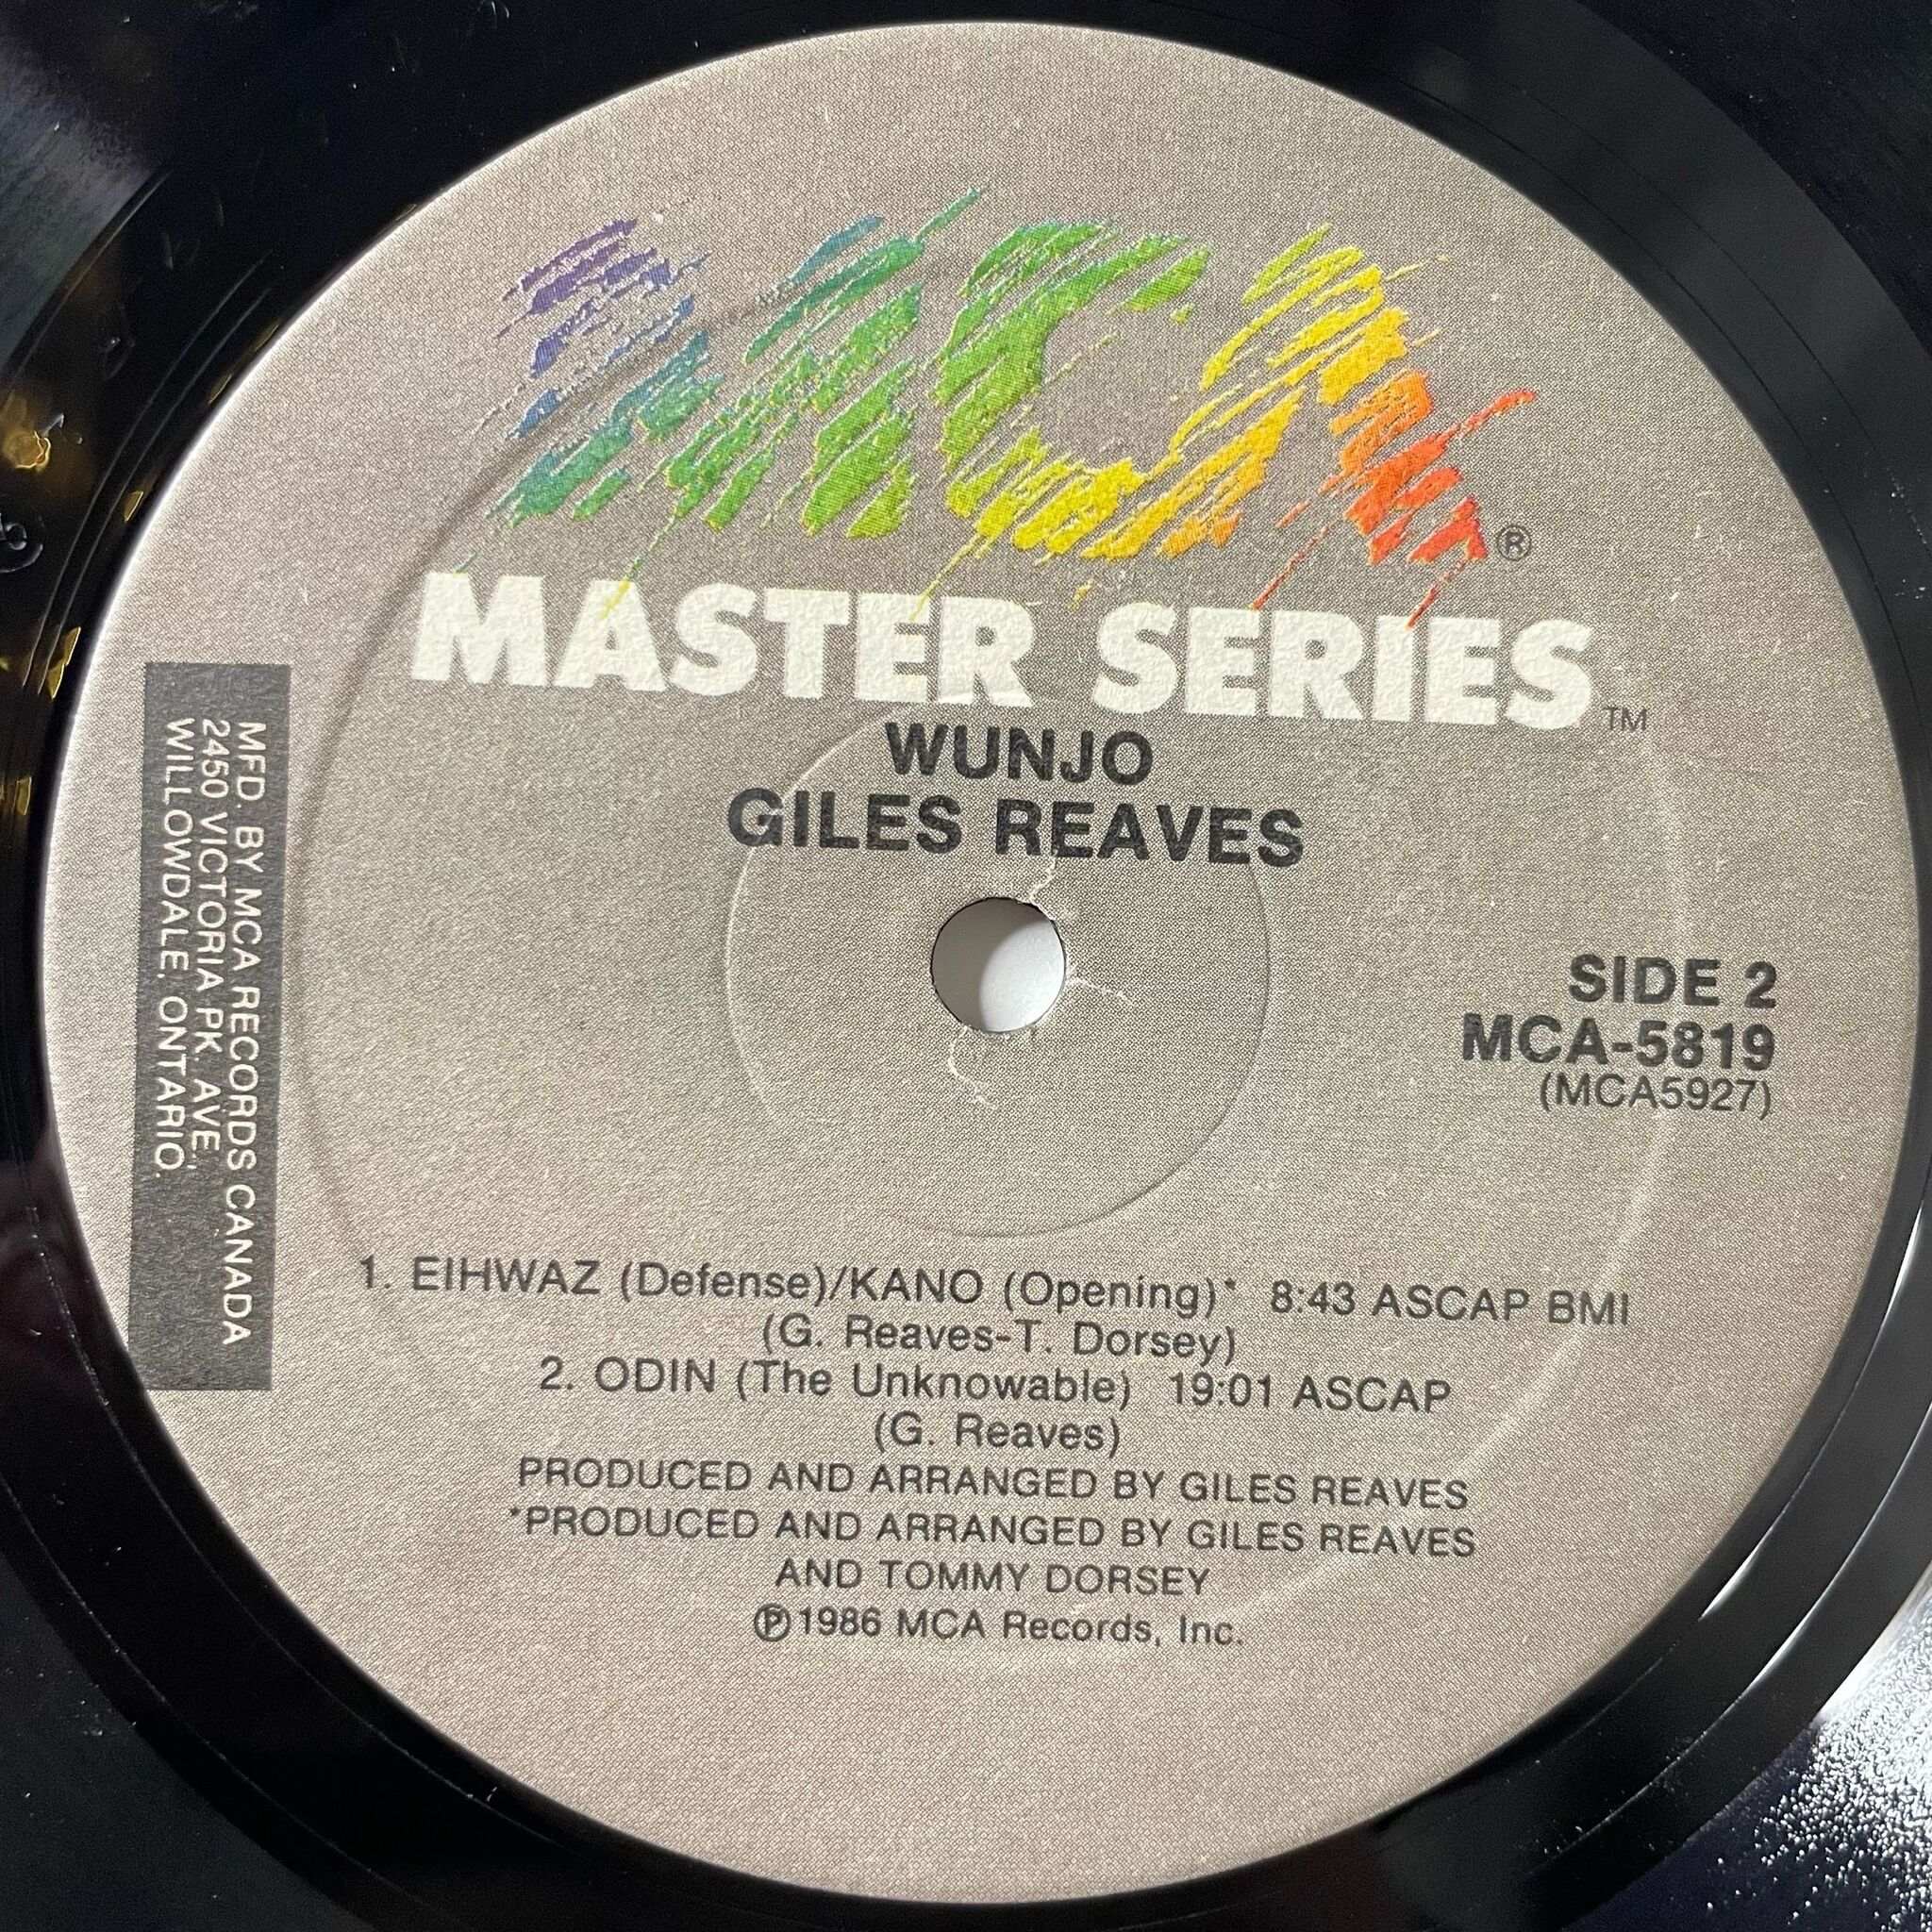 MCA®
MASTER SERIES™
WUNJO
GILES REAVES
SIDE 2
MCA-5819
(MCA5927)
MFD. BY MCA RECORDS CANADA
2450 VICTORIA PK. AVE.,
WILLOWDALE, ONTARIO.
1. EIHWAZ (Defense)/KANO (Opening)* 8:43 ASCAP BMI
(G. Reaves-T. Dorsey)
2. ODIN (The Unknowable) 19:01 ASCAP
(G. Reaves)
PRODUCED AND ARRANGED BY GILES REAVES
*PRODUCED AND ARRANGED BY GILES REAVES
AND TOMMY DORSEY
℗1986 MCA Records, Inc.